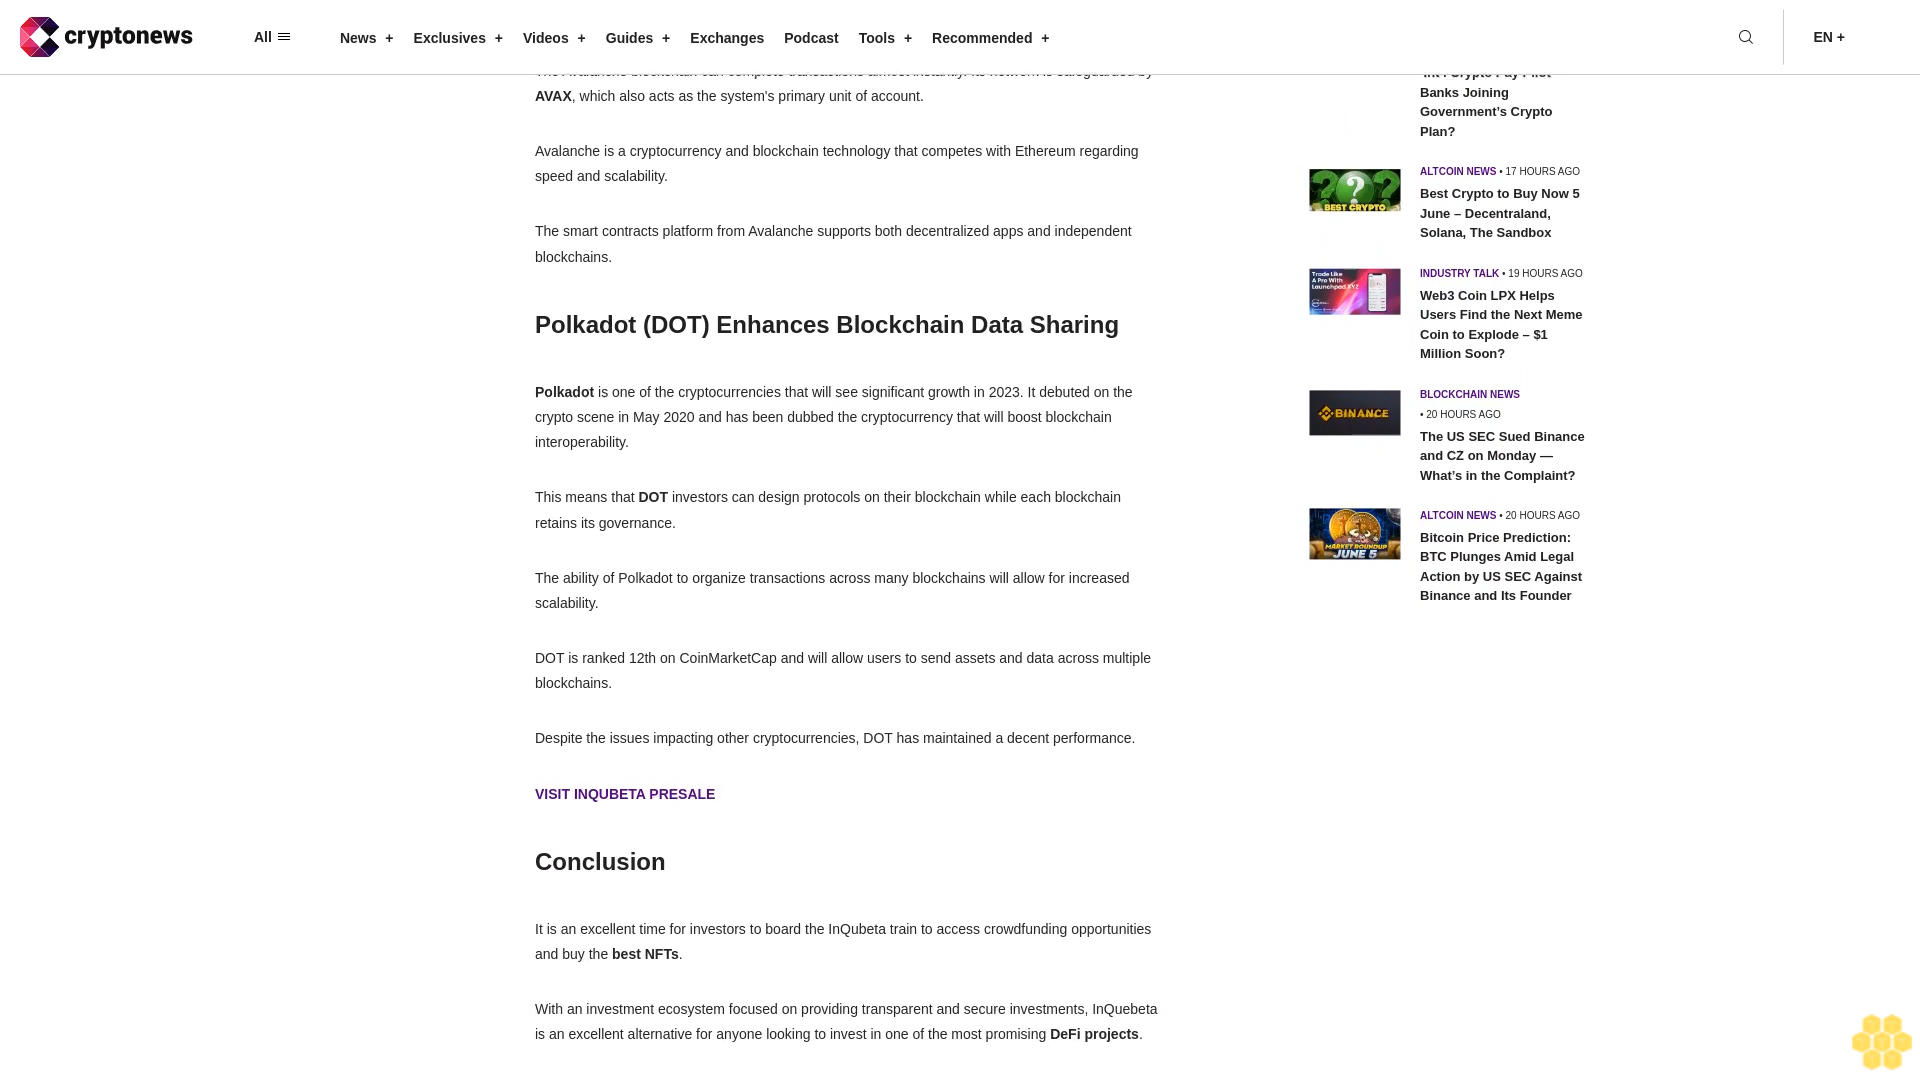 cryptonews
All
News +
Exclusives +
Videos +
Guides +
Exchanges
Podcast
Tools +
Recommended +
EN +
AVAX, which also acts as the system's primary unit of account.
Avalanche is a cryptocurrency and blockchain technology that competes with Ethereum regarding
speed and scalability.
The smart contracts platform from Avalanche supports both decentralized apps and independent
blockchains.
Polkadot (DOT) Enhances Blockchain Data Sharing
Polkadot is one of the cryptocurrencies that will see significant growth in 2023. It debuted on the
crypto scene in May 2020 and has been dubbed the cryptocurrency that will boost blockchain
interoperability.
This means that DOT investors can design protocols on their blockchain while each blockchain
retains its governance.
The ability of Polkadot to organize transactions across many blockchains will allow for increased
scalability.
DOT is ranked 12th on CoinMarketCap and will allow users to send assets and data across multiple
blockchains.
Despite the issues impacting other cryptocurrencies, DOT has maintained a decent performance.
VISIT INQUBETA PRESALE
Conclusion
It is an excellent time for investors to board the InQubeta train to access crowdfunding opportunities
and buy the best NFTs.
With an investment ecosystem focused on providing transparent and secure investments, InQuebeta
is an excellent alternative for anyone looking to invest in one of the most promising DeFi projects.
Banks Joining
Government's Crypto
Plan?
BEST CRYPTO
ALTCOIN NEWS • 17 HOURS AGO
Best Crypto to Buy Now 5
June – Decentraland,
Solana, The Sandbox
Trade Like
A Pro With
Launchpad XYZ
INDUSTRY TALK • 19 HOURS AGO
Web3 Coin LPX Helps
Users Find the Next Meme
Coin to Explode – $1
Million Soon?
BINANCE
BLOCKCHAIN NEWS
• 20 HOURS AGO
The US SEC Sued Binance
and CZ on Monday —
What's in the Complaint?
MARKET ROUNDUP
JUNE 5
ALTCOIN NEWS • 20 HOURS AGO
Bitcoin Price Prediction:
BTC Plunges Amid Legal
Action by US SEC Against
Binance and Its Founder